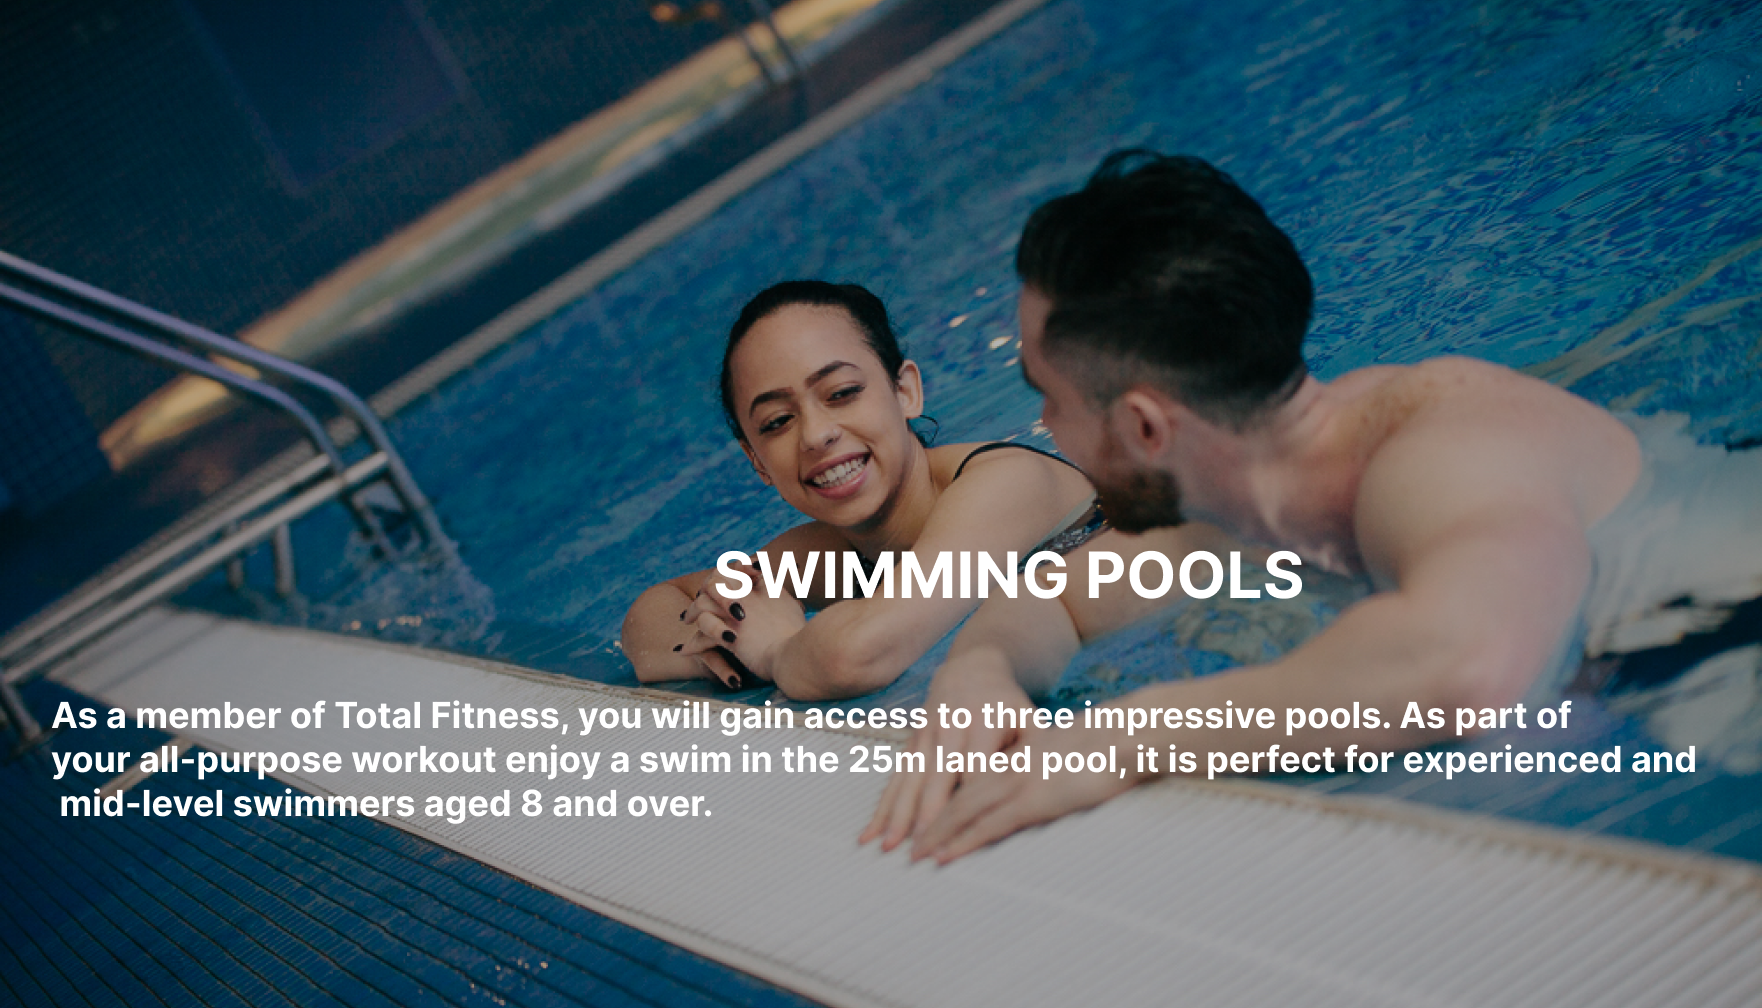 SWIMMING POOLS
As a member of Total Fitness, you will gain access to three impressive pools. As part of
your all-purpose workout enjoy a swim in the 25m laned pool, it is perfect for experienced and
mid-level swimmers aged 8 and over.